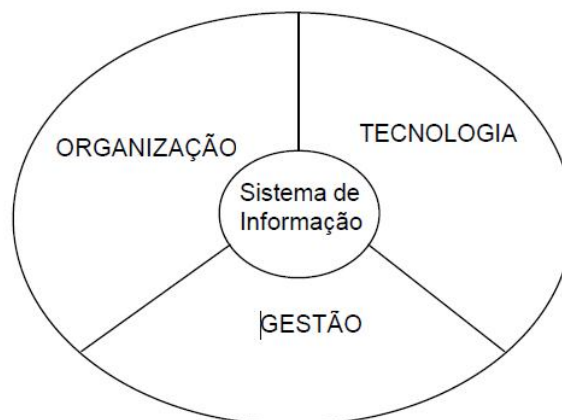 ORGANIZAÇÃO
TECNOLOGIA
Sistema de
Informação
GESTÃO